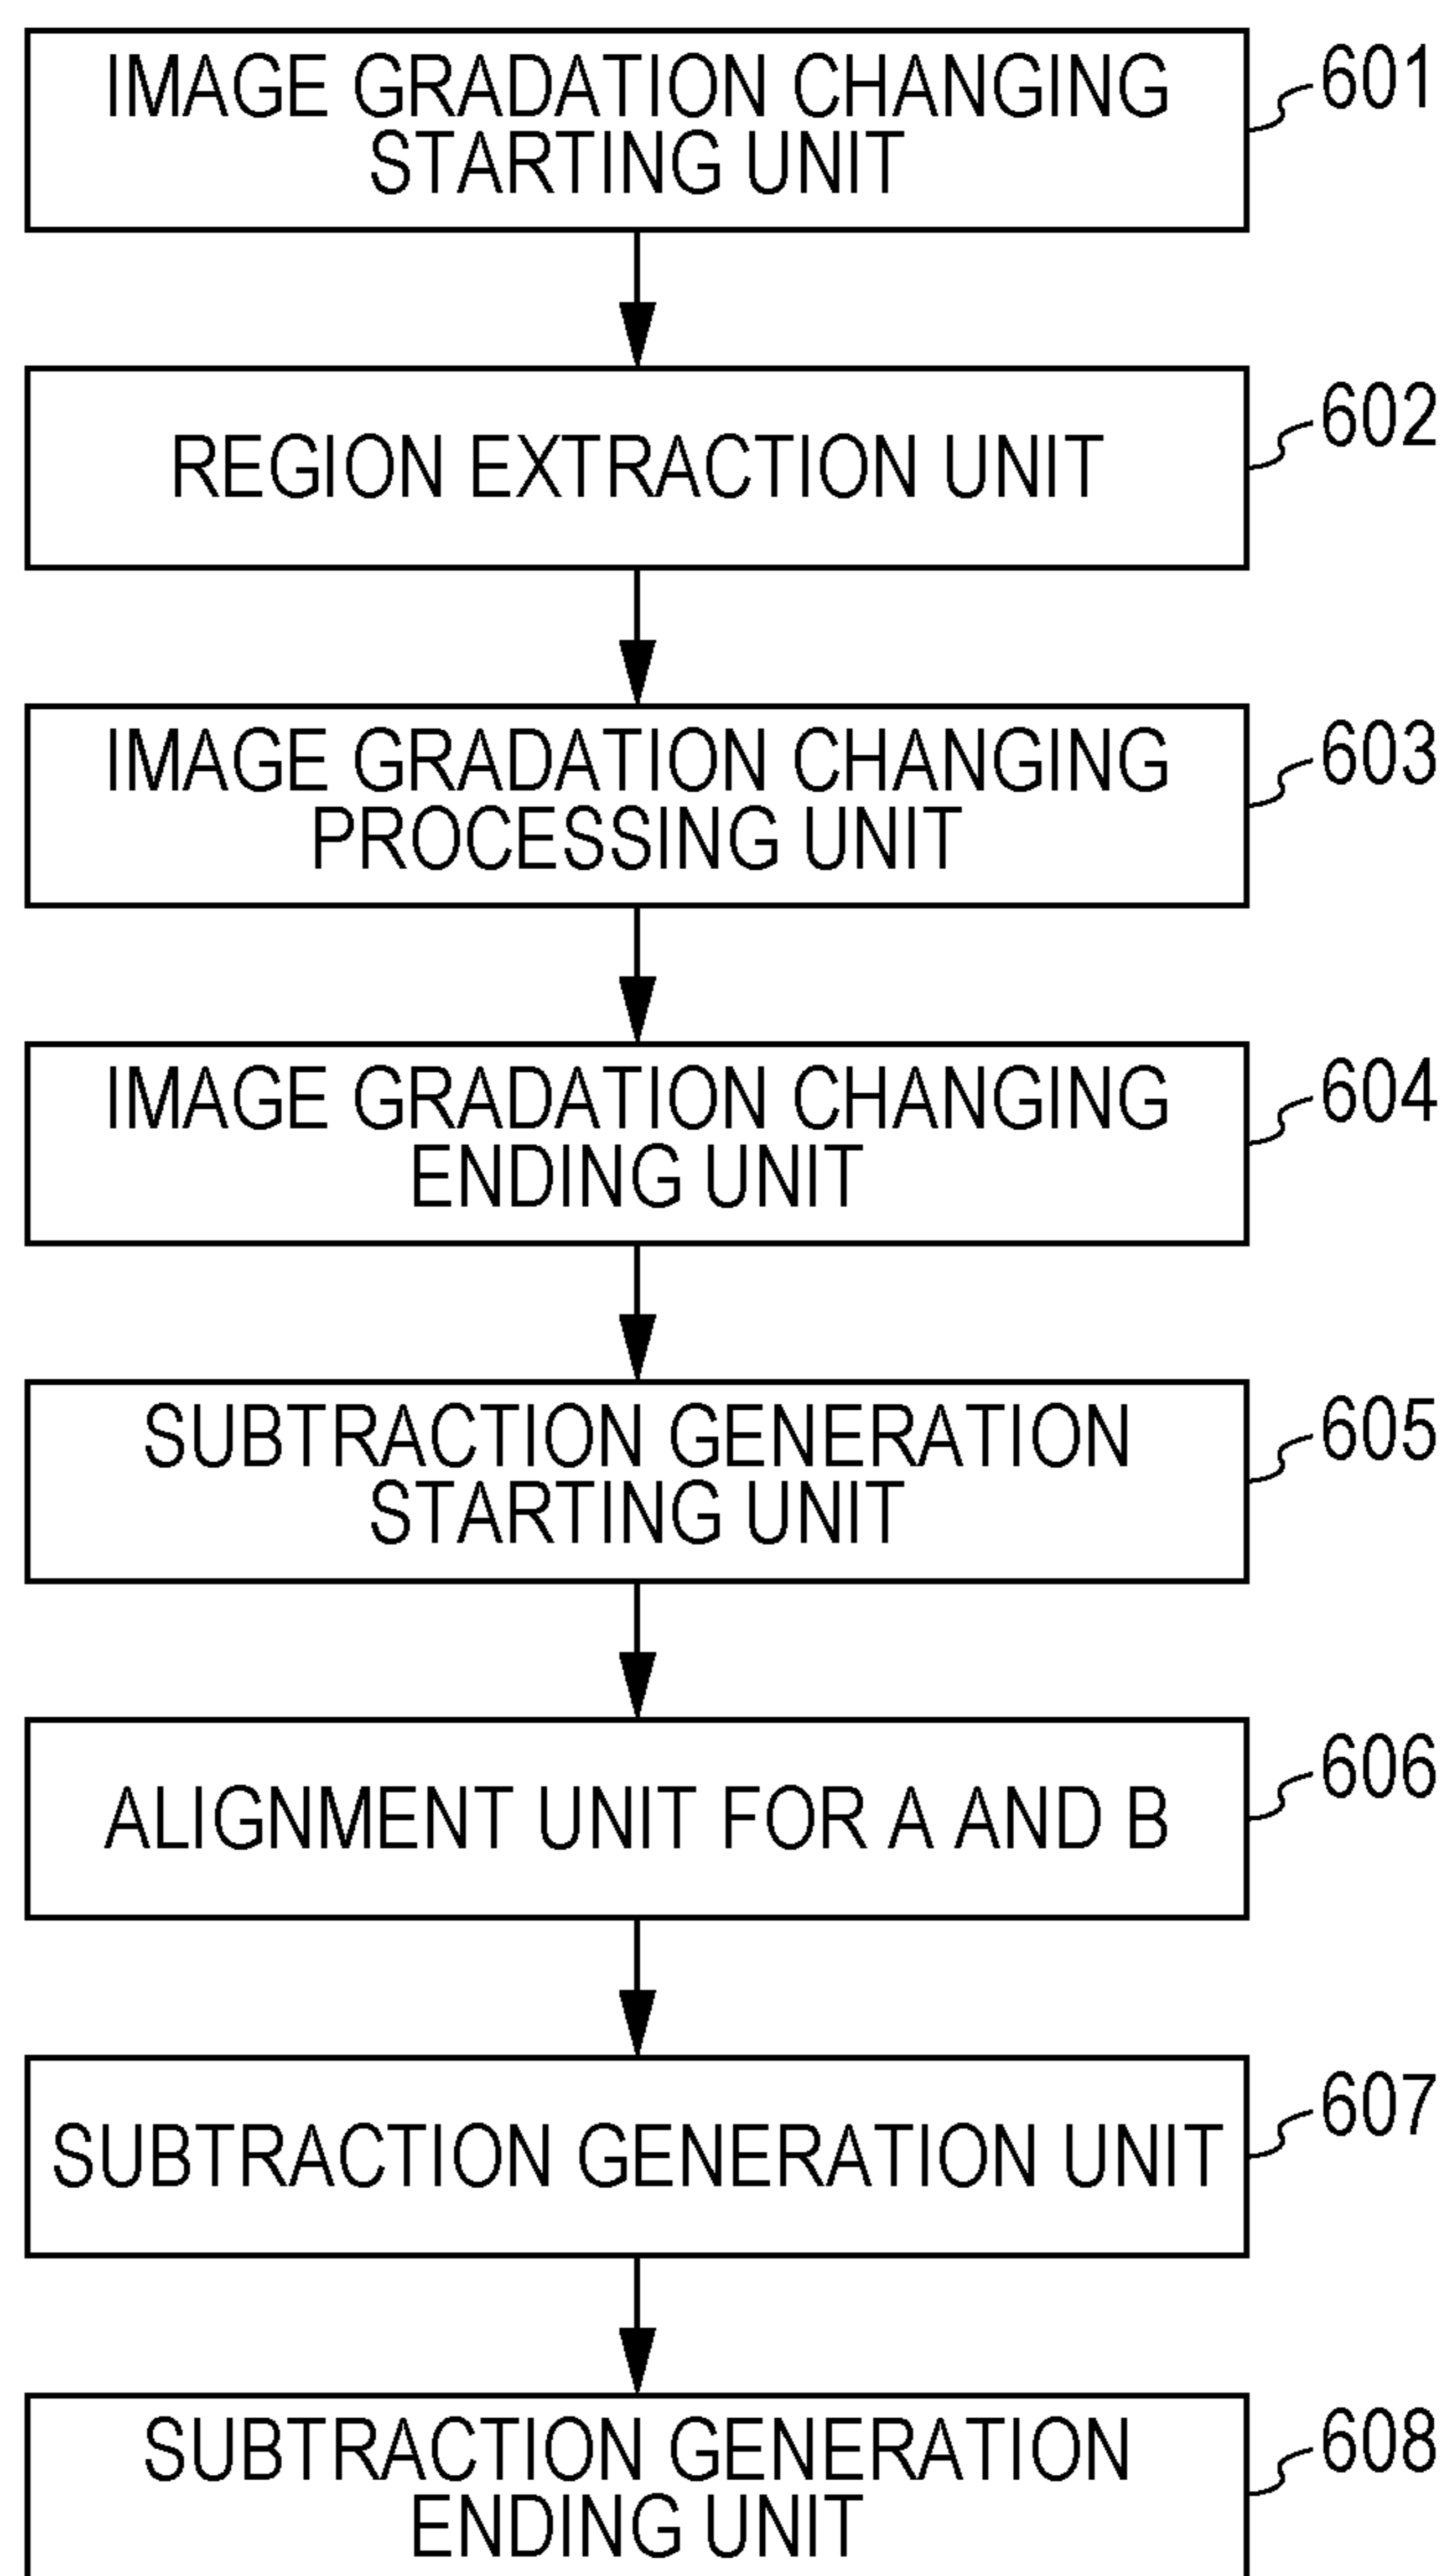 IMAGE GRADATION CHANGING
STARTING UNIT
601
REGION EXTRACTION UNIT
602
IMAGE GRADATION CHANGING
PROCESSING UNIT
603
IMAGE GRADATION CHANGING
ENDING UNIT
604
SUBTRACTION GENERATION
STARTING UNIT
605
ALIGNMENT UNIT FOR A AND B
606
SUBTRACTION GENERATION UNIT
607
SUBTRACTION GENERATION
ENDING UNIT
608